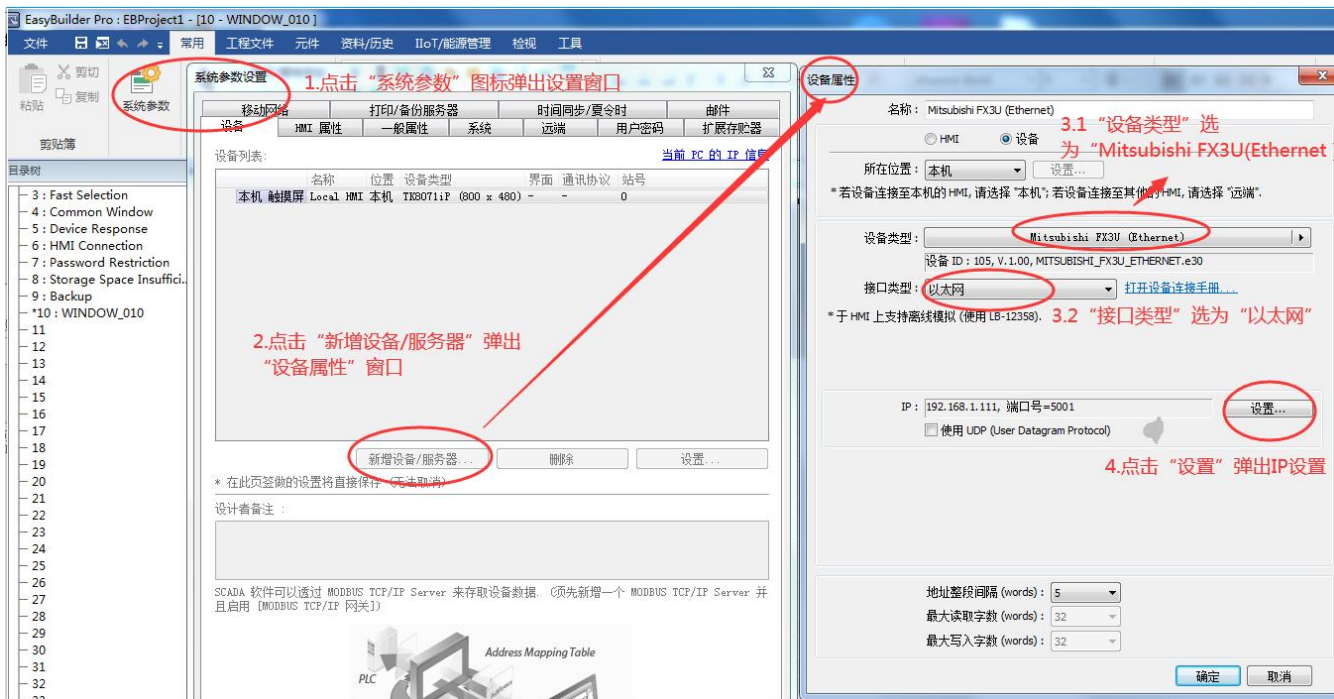 EasyBuilder Pro : EBProject1 - [10 - WINDOW_010 ]
文件 常用 工程文件 元件 资料/历史 IIoT/能源管理 检视 工具
粘贴
剪切
复制
系统参数
剪贴簿
目录树
3 : Fast Selection
4 : Common Window
5 : Device Response
6 : HMI Connection
7 : Password Restriction
8 : Storage Space Insuffici..
9 : Backup
*10 : WINDOW_010
11
12
13
14
15
16
17
18
19
20
21
22
23
24
25
26
27
28
29
30
31
32
系统参数设置
1.点击“系统参数”图标弹出设置窗口
移动网络 打印/备份服务器 时间同步/夏令时 邮件
设备 HMI 属性 一般属性 系统 远端 用户密码 扩展存贮器
设备列表:
当前 PC 的 IP 信息
名称 位置 设备类型 界面 通讯协议 站号
本机 触摸屏 Local HMI 本机 TK8071iP (800 x 480) - - 0
2.点击“新增设备/服务器”弹出
“设备属性”窗口
新增设备/服务器... 删除 设置...
* 在此页签做的设置将直接保存 (无法取消)
设计者备注 :
SCADA 软件可以透过 MODBUS TCP/IP Server 来存取设备数据. (须先新增一个 MODBUS TCP/IP Server 并
且启用 [MODBUS TCP/IP 网关])
Address Mapping Table
PLC
设备属性
名称 : Mitsubishi FX3U (Ethernet)
HMI 设备
3.1“设备类型”选
为“Mitsubishi FX3U(Ethernet
所在位置 : 本机 设置...
* 若设备连接至本机的 HMI, 请选择 "本机"; 若设备连接至其他的 HMI, 请选择 "远端".
设备类型 : Mitsubishi FX3U (Ethernet)
设备 ID : 105, V.1.00, MITSUBISHI_FX3U_ETHERNET.e30
接口类型 : 以太网 打开设备连接手册...
* 于 HMI 上支持离线模拟 (使用 LB-12358).
3.2“接口类型”选为“以太网”
IP : 192.168.1.111, 端口号=5001 设置...
使用 UDP (User Datagram Protocol)
4.点击“设置”弹出IP设置
地址整段间隔 (words) : 5
最大读取字数 (words) : 32
最大写入字数 (words) : 32
确定 取消